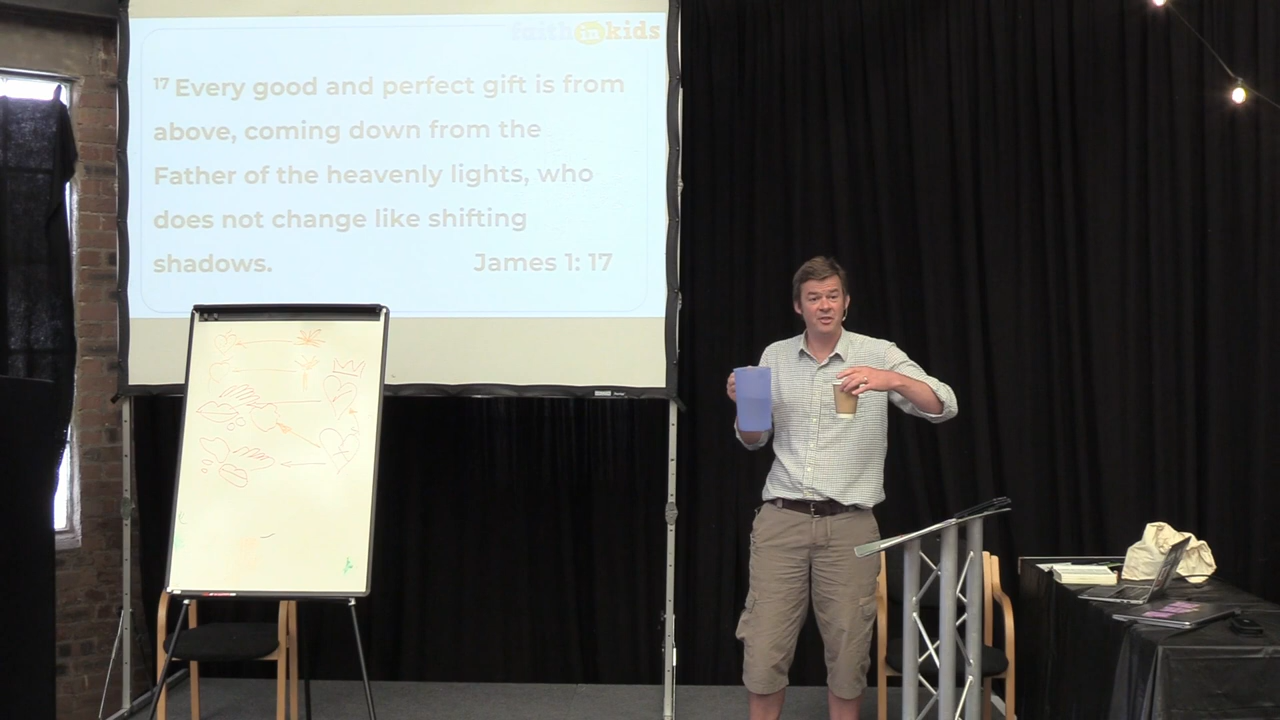 faith in kids
17 Every good and perfect gift is from
above, coming down from the
Father of the heavenly lights, who
does not change like shifting
shadows. James 1: 17